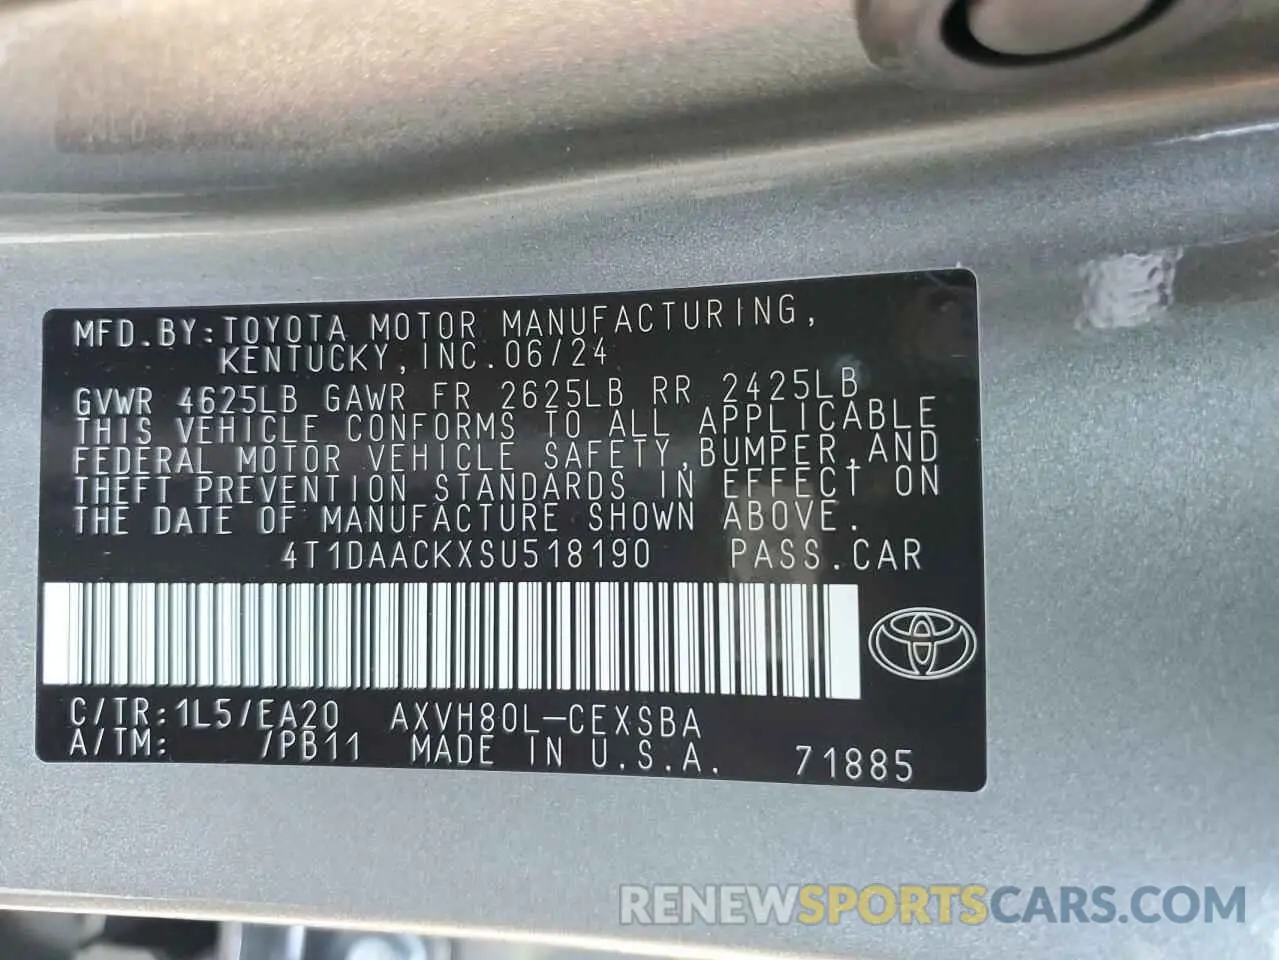 MFD.BY:TOYOTA MOTOR MANUFACTURING,
KENTUCKY, INC. 06/24
GVWR 4625LB GAWR FR 2625LB RR 2425LB
THIS VEHICLE CONFORMS TO ALL APPLICABLE
FEDERAL MOTOR VEHICLE SAFETY, BUMPER, AND
THEFT PREVENTION STANDARDS IN EFFECT ON
THE DATE OF MANUFACTURE SHOWN ABOVE.
4T1DAACKXSU518190 PASS.CAR
C/TR:1L5/EA20 AXVH80L-CEXSBA
A/TM: /PB11 MADE IN U.S.A. 71885
RENEWSPORTSCARS.COM